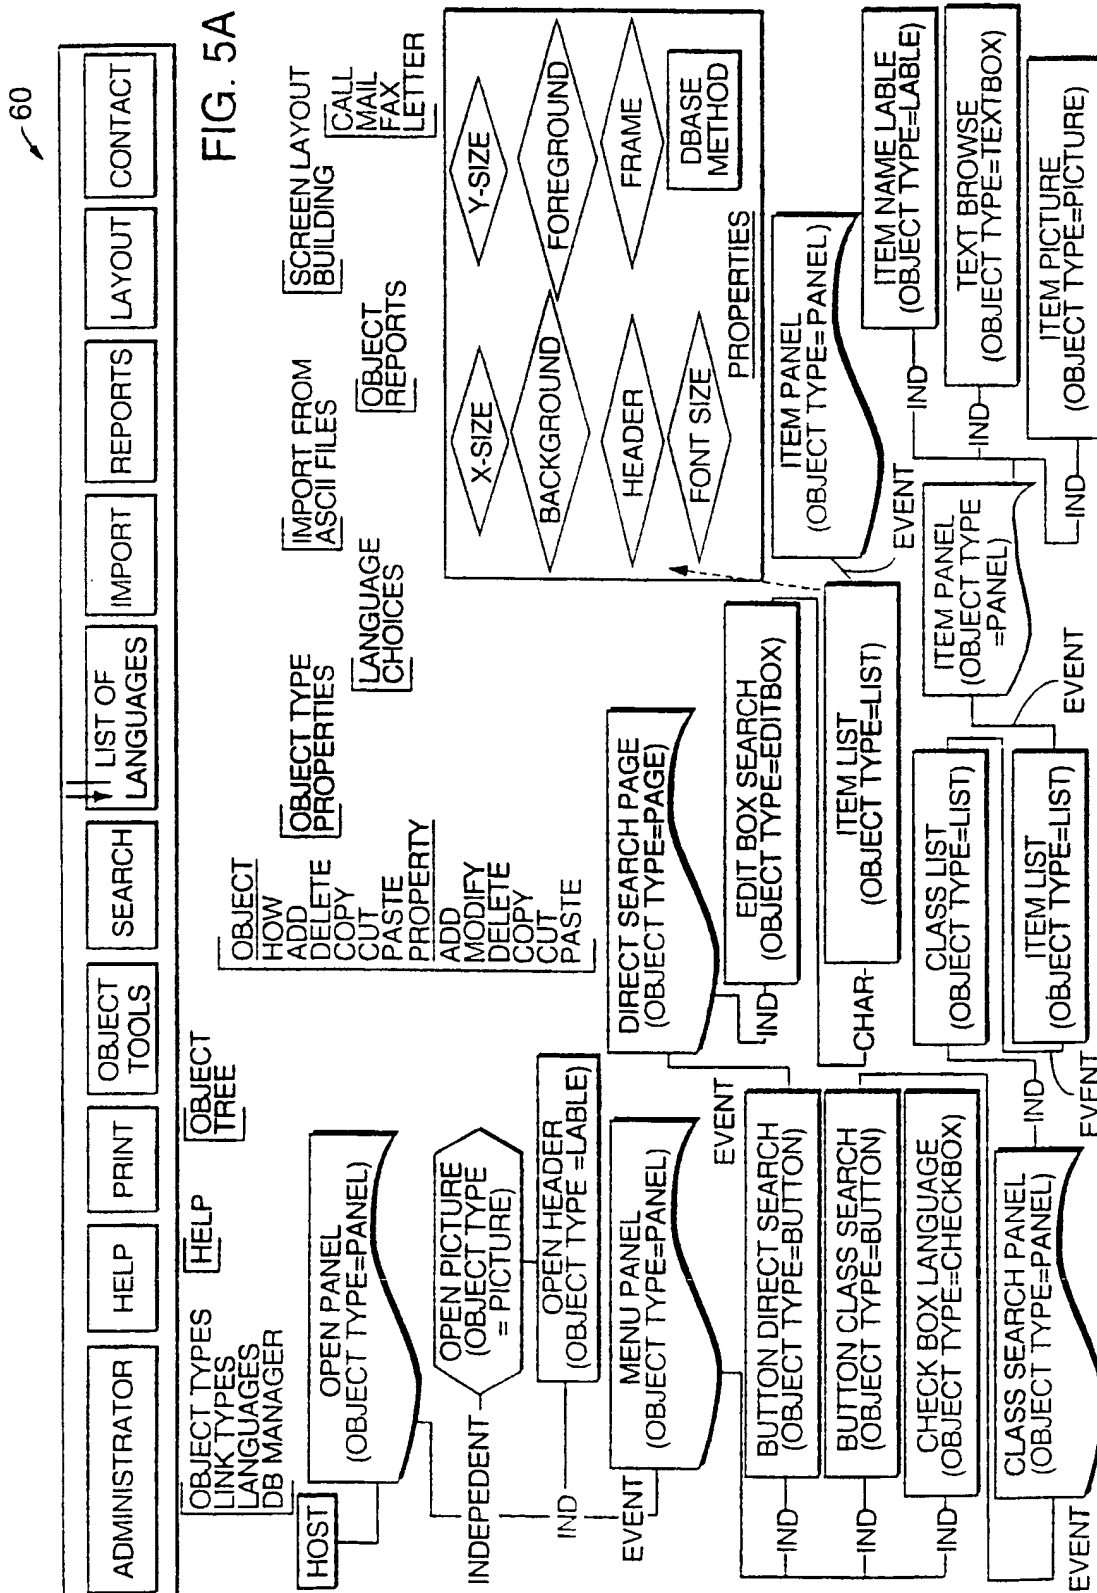 60
ADMINISTRATOR
HELP
PRINT
OBJECT
TOOLS
SEARCH
LIST OF
LANGUAGES
IMPORT
REPORTS
LAYOUT
CONTACT
FIG. 5A
OBJECT TYPES
LINK TYPES
LANGUAGES
DB MANAGER
HELP
OBJECT
TREE
OBJECT
HOW
ADD
DELETE
COPY
CUT
PASTE
PROPERTY
ADD
MODIFY
DELETE
COPY
CUT
PASTE
OBJECT TYPE
PROPERTIES
LANGUAGE
CHOICES
IMPORT FROM
ASCII FILES
OBJECT
REPORTS
SCREEN LAYOUT
BUILDING
CALL
MAIL
FAX
LETTER
HOST
OPEN PANEL
(OBJECT TYPE=PANEL)
INDEPEDENT
OPEN PICTURE
(OBJECT TYPE
= PICTURE)
IND
OPEN HEADER
(OBJECT TYPE =LABLE)
EVENT
MENU PANEL
(OBJECT TYPE=PANEL)
EVENT
IND
BUTTON DIRECT SEARCH
(OBJECT TYPE=BUTTON)
IND
BUTTON CLASS SEARCH
(OBJECT TYPE=BUTTON)
IND
CHECK BOX LANGUAGE
(OBJECT TYPE=CHECKBOX)
EVENT
CLASS SEARCH PANEL
(OBJECT TYPE=PANEL)
DIRECT SEARCH PAGE
(OBJECT TYPE=PAGE)
IND
EDIT BOX SEARCH
(OBJECT TYPE=EDITBOX)
CHAR
ITEM LIST
(OBJECT TYPE=LIST)
IND
CLASS LIST
(OBJECT TYPE=LIST)
EVENT
ITEM LIST
(OBJECT TYPE=LIST)
X-SIZE
Y-SIZE
BACKGROUND
FOREGROUND
HEADER
FRAME
FONT SIZE
DBASE
METHOD
PROPERTIES
EVENT
ITEM PANEL
(OBJECT TYPE=PANEL)
EVENT
ITEM PANEL
(OBJECT TYPE
=PANEL)
IND
ITEM NAME LABLE
(OBJECT TYPE=LABLE)
IND
TEXT BROWSE
(OBJECT TYPE=TEXTBOX)
IND
ITEM PICTURE
(OBJECT TYPE=PICTURE)